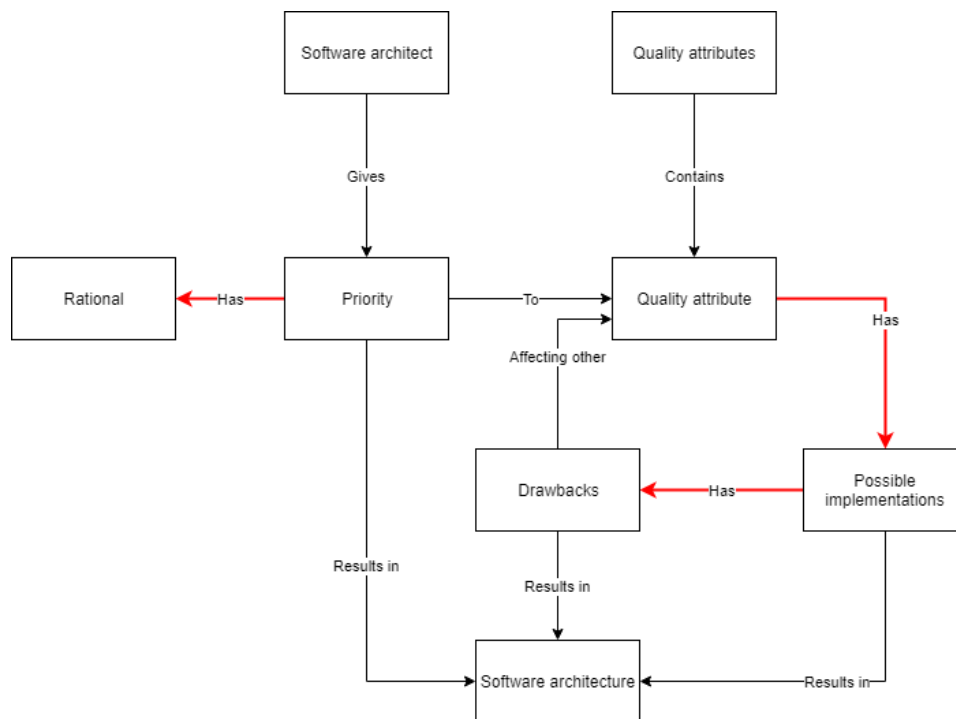 Software architect
Quality attributes
Gives
Contains
Rational
Has
Priority
To
Quality attribute
Has
Affecting other
Drawbacks
Has
Possible
implementations
Results in
Results in
Software architecture
Results in